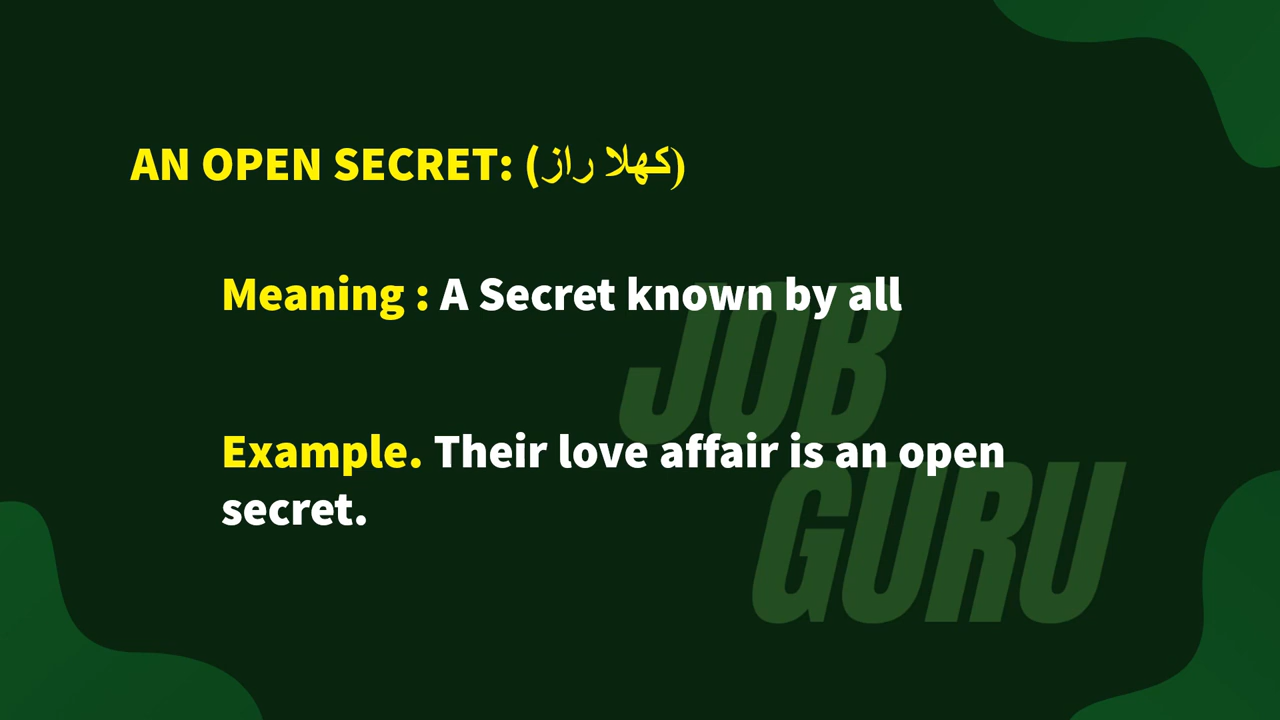 AN OPEN SECRET: (کھلا راز)
Meaning : A Secret known by all
JOB
Example. Their love affair is an open
secret.
GURU